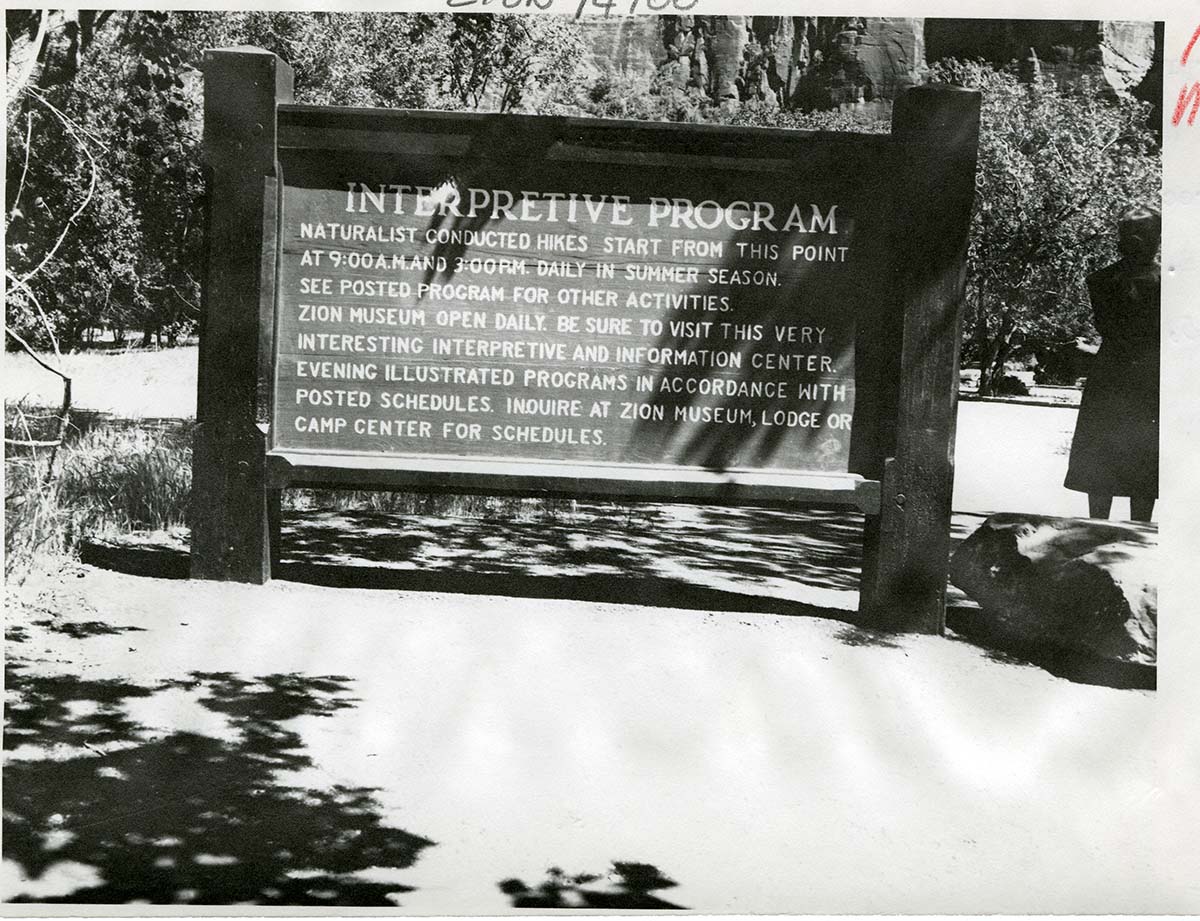 INTERPRETIVE PROGRAM
NATURALIST CONDUCTED HIKES START FROM THIS POINT
AT 9:00 A.M. AND 3:00 P.M. DAILY IN SUMMER SEASON.
SEE POSTED PROGRAM FOR OTHER ACTIVITIES.
ZION MUSEUM OPEN DAILY. BE SURE TO VISIT THIS VERY
INTERESTING INTERPRETIVE AND INFORMATION CENTER.
EVENING ILLUSTRATED PROGRAMS IN ACCORDANCE WITH
POSTED SCHEDULES. INQUIRE AT ZION MUSEUM, LODGE OR
CAMP CENTER FOR SCHEDULES.